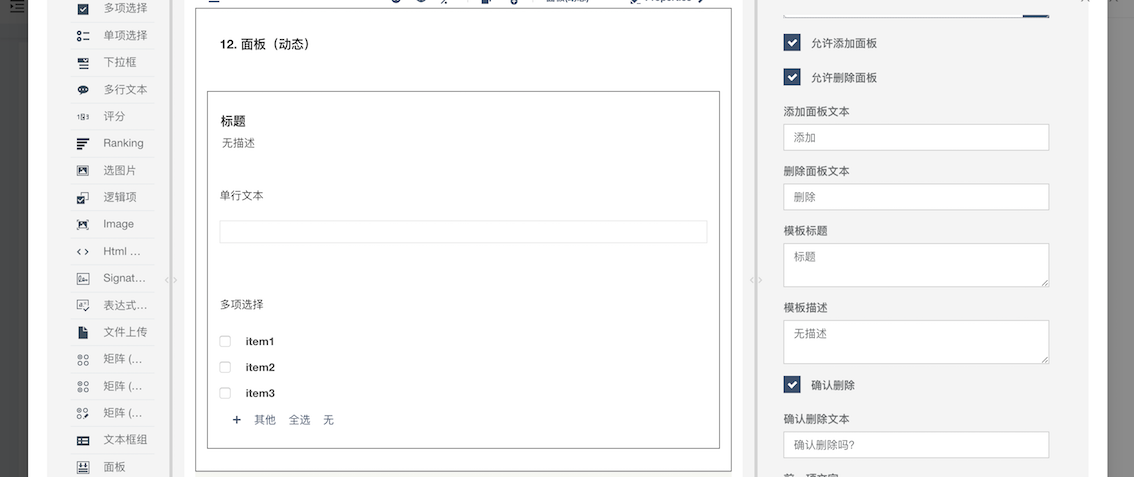 多项选择
单项选择
下拉框
多行文本
评分
Ranking
选图片
逻辑项
Image
Html ...
Signat...
表达式...
文件上传
矩阵 (...
矩阵 (...
矩阵 (...
文本框组
面板
12. 面板（动态）
标题
无描述
单行文本
多项选择
item1
item2
item3
+ 其他 全选 无
允许添加面板
允许删除面板
添加面板文本
添加
删除面板文本
删除
模板标题
标题
模板描述
无描述
确认删除
确认删除文本
确认删除吗?